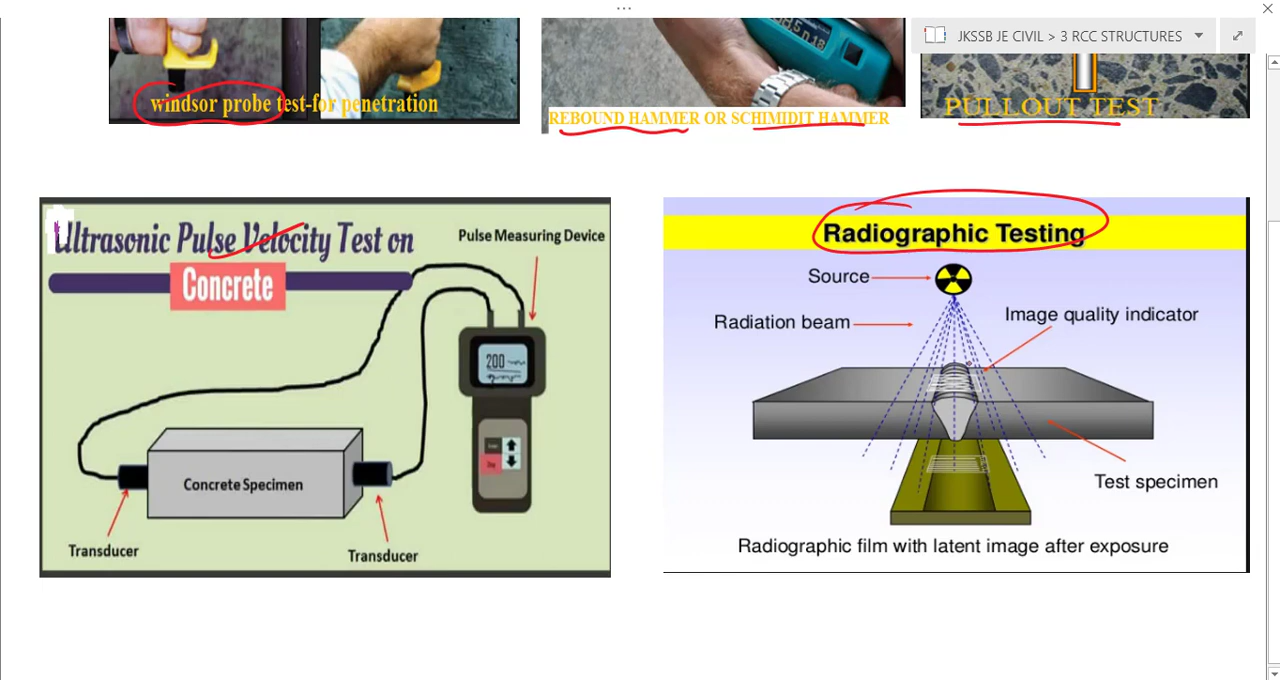 ...
JKSSB JE CIVIL > 3 RCC STRUCTURES
windsor probe test-for penetration
REBOUND HAMMER OR SCHIMIDIT HAMMER
PULLOUT TEST
Ultrasonic Pulse Velocity Test on
Concrete
Pulse Measuring Device
200
Concrete Specimen
Transducer
Transducer
Radiographic Testing
Source
Radiation beam
Image quality indicator
Test specimen
Radiographic film with latent image after exposure